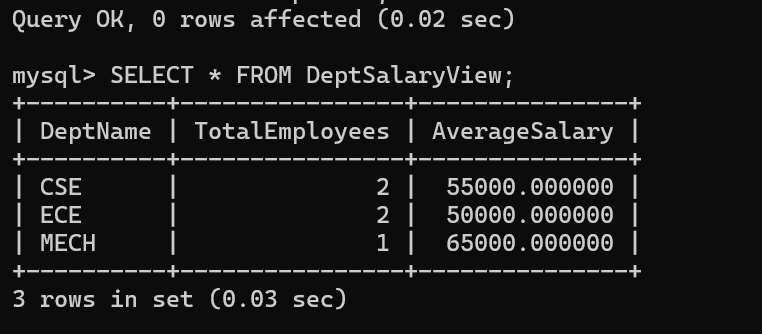 Query OK, 0 rows affected (0.02 sec)
mysql> SELECT * FROM DeptSalaryView;
+----------+----------------+---------------+
| DeptName | TotalEmployees | AverageSalary |
+----------+----------------+---------------+
| CSE      |              2 |  55000.000000 |
| ECE      |              2 |  50000.000000 |
| MECH     |              1 |  65000.000000 |
+----------+----------------+---------------+
3 rows in set (0.03 sec)